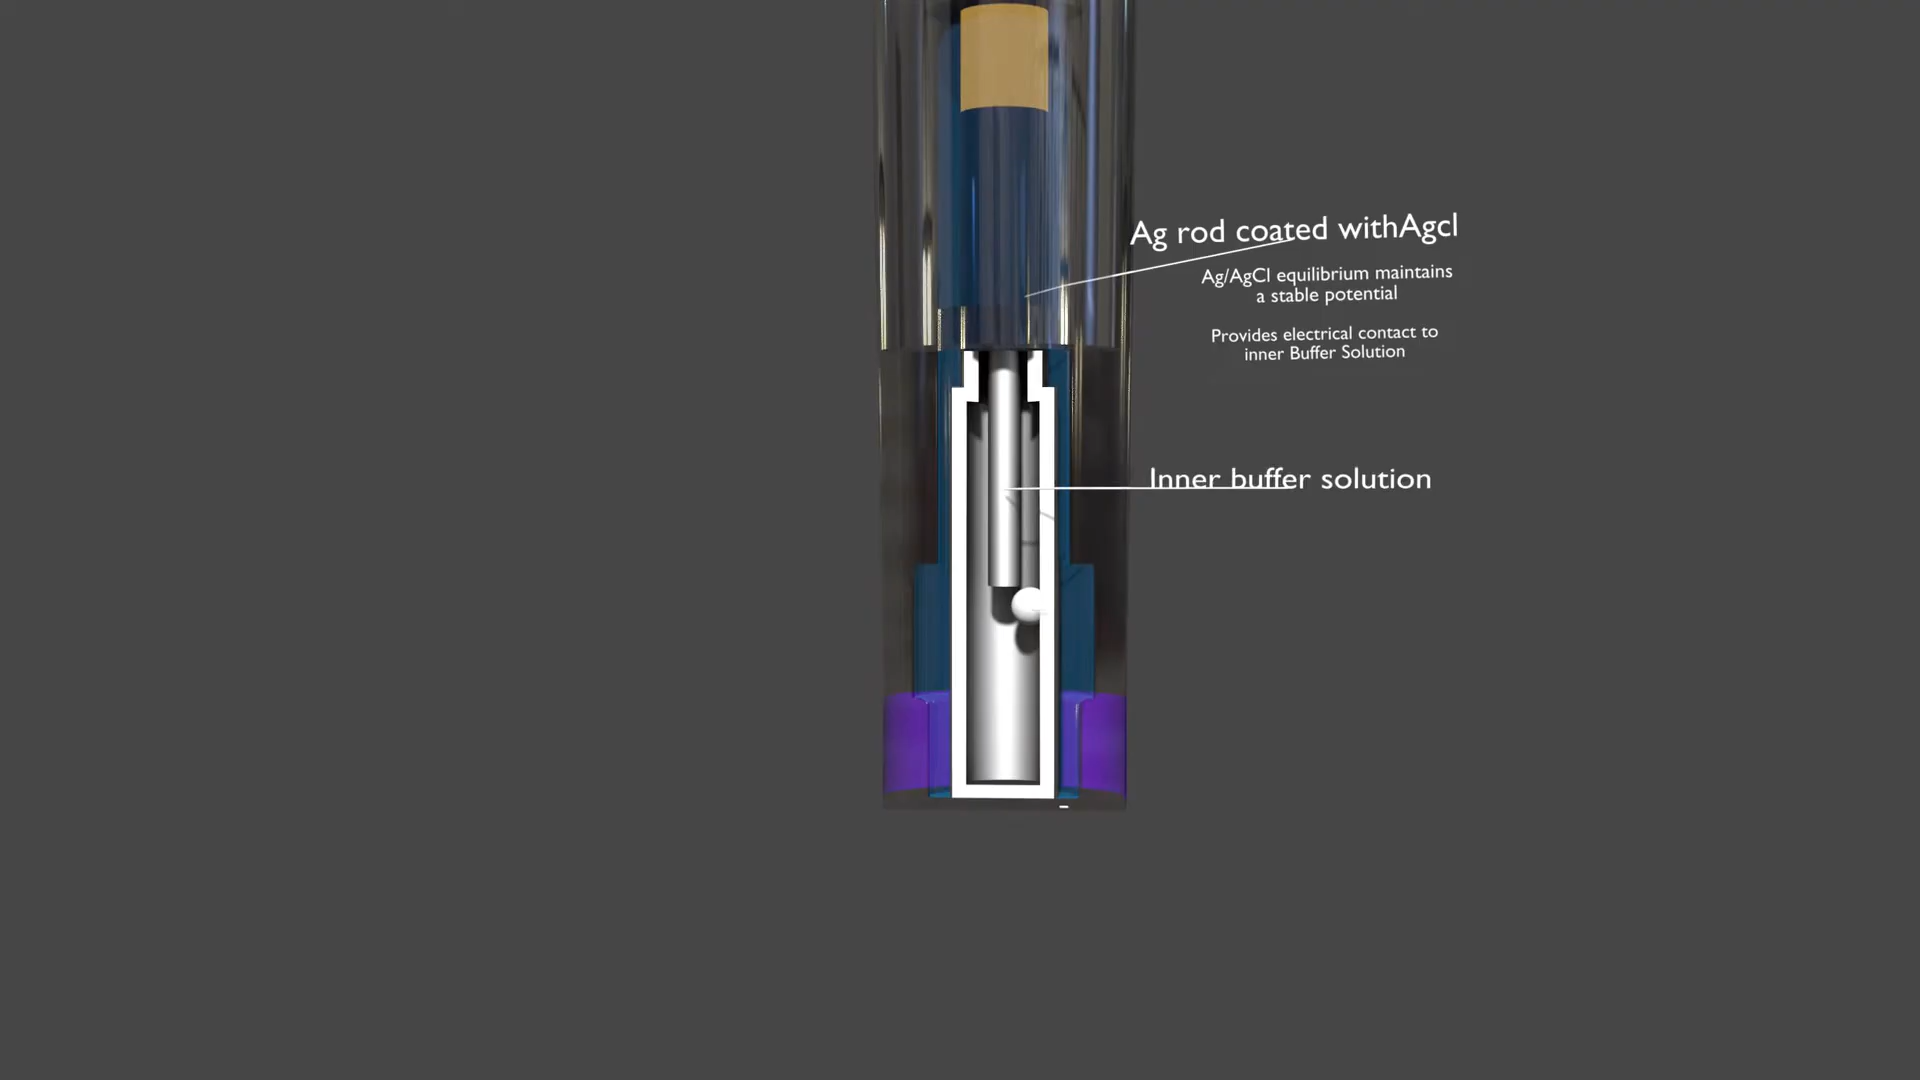 Ag rod coated withAgcl
Ag/AgCl equilibrium maintains
a stable potential
Provides electrical contact to
inner Buffer Solution
Inner buffer solution